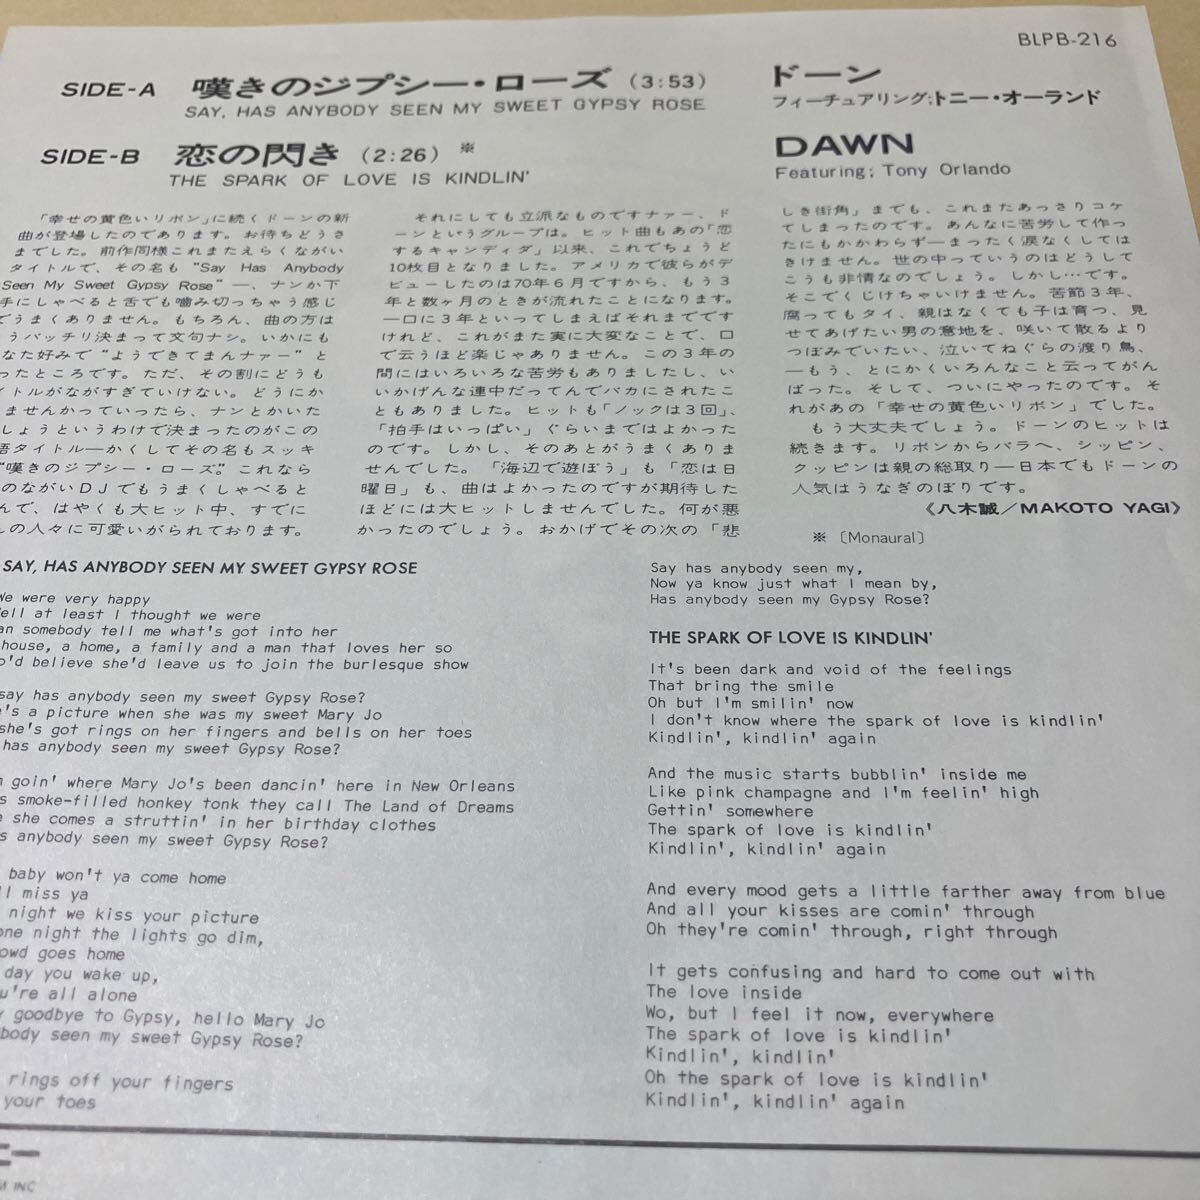 BLPB-216
SIDE-A 嘆きのジプシー・ローズ (3:53)
SAY, HAS ANYBODY SEEN MY SWEET GYPSY ROSE
SIDE-B 恋の閃き (2:26) ※
THE SPARK OF LOVE IS KINDLIN'
ドーン
フィーチュアリング;トニー・オーランド
DAWN
Featuring; Tony Orlando
「幸せの黄色いリボン」に続くドーンの新
曲が登場したのであります。お待ちどうさ
までした。前作同様これまたえらくながい
タイトルで、その名も "Say Has Anybody
Seen My Sweet Gypsy Rose" —、ナンか下
手にしゃべると舌でも噛み切っちゃう感じ
でうまくありません。もちろん、曲の方は
うバッチリ決まって文句ナシ。いかにも
なた好みで "ようできてまんナァー" と
ったところです。ただ、その割にどうも
イトルがながすぎていけない。どうにか
ませんかっていったら、ナンとかいた
しょうというわけで決まったのがこの
語タイトル—かくしてその名もスッキ
"嘆きのジプシー・ローズ"。これなら
のながいDJでもうまくしゃべると
んで、はやくも大ヒット中、すでに
しの人々に可愛いがられております。
それにしても立派なものですナァー、ド
ーンというグループは。ヒット曲もあの「恋
するキャンディダ」以来、これでちょうど
10枚目となりました。アメリカで彼らがデ
ビューしたのは70年6月ですから、もう3
年と数ヶ月のときが流れたことになります。
一口に3年といってしまえばそれまでです
けれど、これがまた実に大変なことで、口
で云うほど楽じゃありません。この3年の
間にはいろいろな苦労もありましたし、い
いかげんな連中だってんでバカにされたこ
ともありました。ヒットも「ノックは3回」、
「拍手はいっぱい」ぐらいまではよかった
のです。しかし、そのあとがうまくありま
せんでした。「海辺で遊ぼう」も「恋は日
曜日」も、曲はよかったのですが期待した
ほどには大ヒットしませんでした。何が悪
かったのでしょう。おかげでその次の「悲
しき街角」までも、これまたあっさりコケ
てしまったのです。あんなに苦労して作っ
たにもかかわらず—まったく涙なくしては
きけません。世の中っていうのはどうして
こうも非情なのでしょう。しかし…です。
そこでくじけちゃいけません。苦節3年、
腐ってもタイ、親はなくても子は育つ、見
せてあげたい男の意地を、咲いて散るより
つぼみでいたい、泣いてねぐらの渡り鳥、
—もう、とにかくいろんなこと云ってがん
ばった。そして、ついにやったのです。そ
れがあの「幸せの黄色いリボン」でした。
もう大丈夫でしょう。ドーンのヒットは
続きます。リボンからバラへ、シッピン、
クッピンは親の総取り—日本でもドーンの
人気はうなぎのぼりです。
《八木誠/MAKOTO YAGI》
※ 〔Monaural〕
SAY, HAS ANYBODY SEEN MY SWEET GYPSY ROSE
We were very happy
ell at least I thought we were
an somebody tell me what's got into her
house, a home, a family and a man that loves her so
o'd believe she'd leave us to join the burlesque show
say has anybody seen my sweet Gypsy Rose?
e's a picture when she was my sweet Mary Jo
she's got rings on her fingers and bells on her toes
has anybody seen my sweet Gypsy Rose?
n goin' where Mary Jo's been dancin' here in New Orleans
s smoke-filled honkey tonk they call The Land of Dreams
e she comes a struttin' in her birthday clothes
s anybody seen my sweet Gypsy Rose?
baby won't ya come home
ll miss ya
night we kiss your picture
one night the lights go dim,
owd goes home
day you wake up,
u're all alone
y goodbye to Gypsy, hello Mary Jo
body seen my sweet Gypsy Rose?
rings off your fingers
your toes
Say has anybody seen my,
Now ya know just what I mean by,
Has anybody seen my Gypsy Rose?
THE SPARK OF LOVE IS KINDLIN'
It's been dark and void of the feelings
That bring the smile
Oh but I'm smilin' now
I don't know where the spark of love is kindlin'
Kindlin', kindlin' again
And the music starts bubblin' inside me
Like pink champagne and I'm feelin' high
Gettin' somewhere
The spark of love is kindlin'
Kindlin', kindlin' again
And every mood gets a little farther away from blue
And all your kisses are comin' through
Oh they're comin' through, right through
It gets confusing and hard to come out with
The love inside
Wo, but I feel it now, everywhere
The spark of love is kindlin'
Kindlin', kindlin'
Oh the spark of love is kindlin'
Kindlin', kindlin' again
ニー
M INC